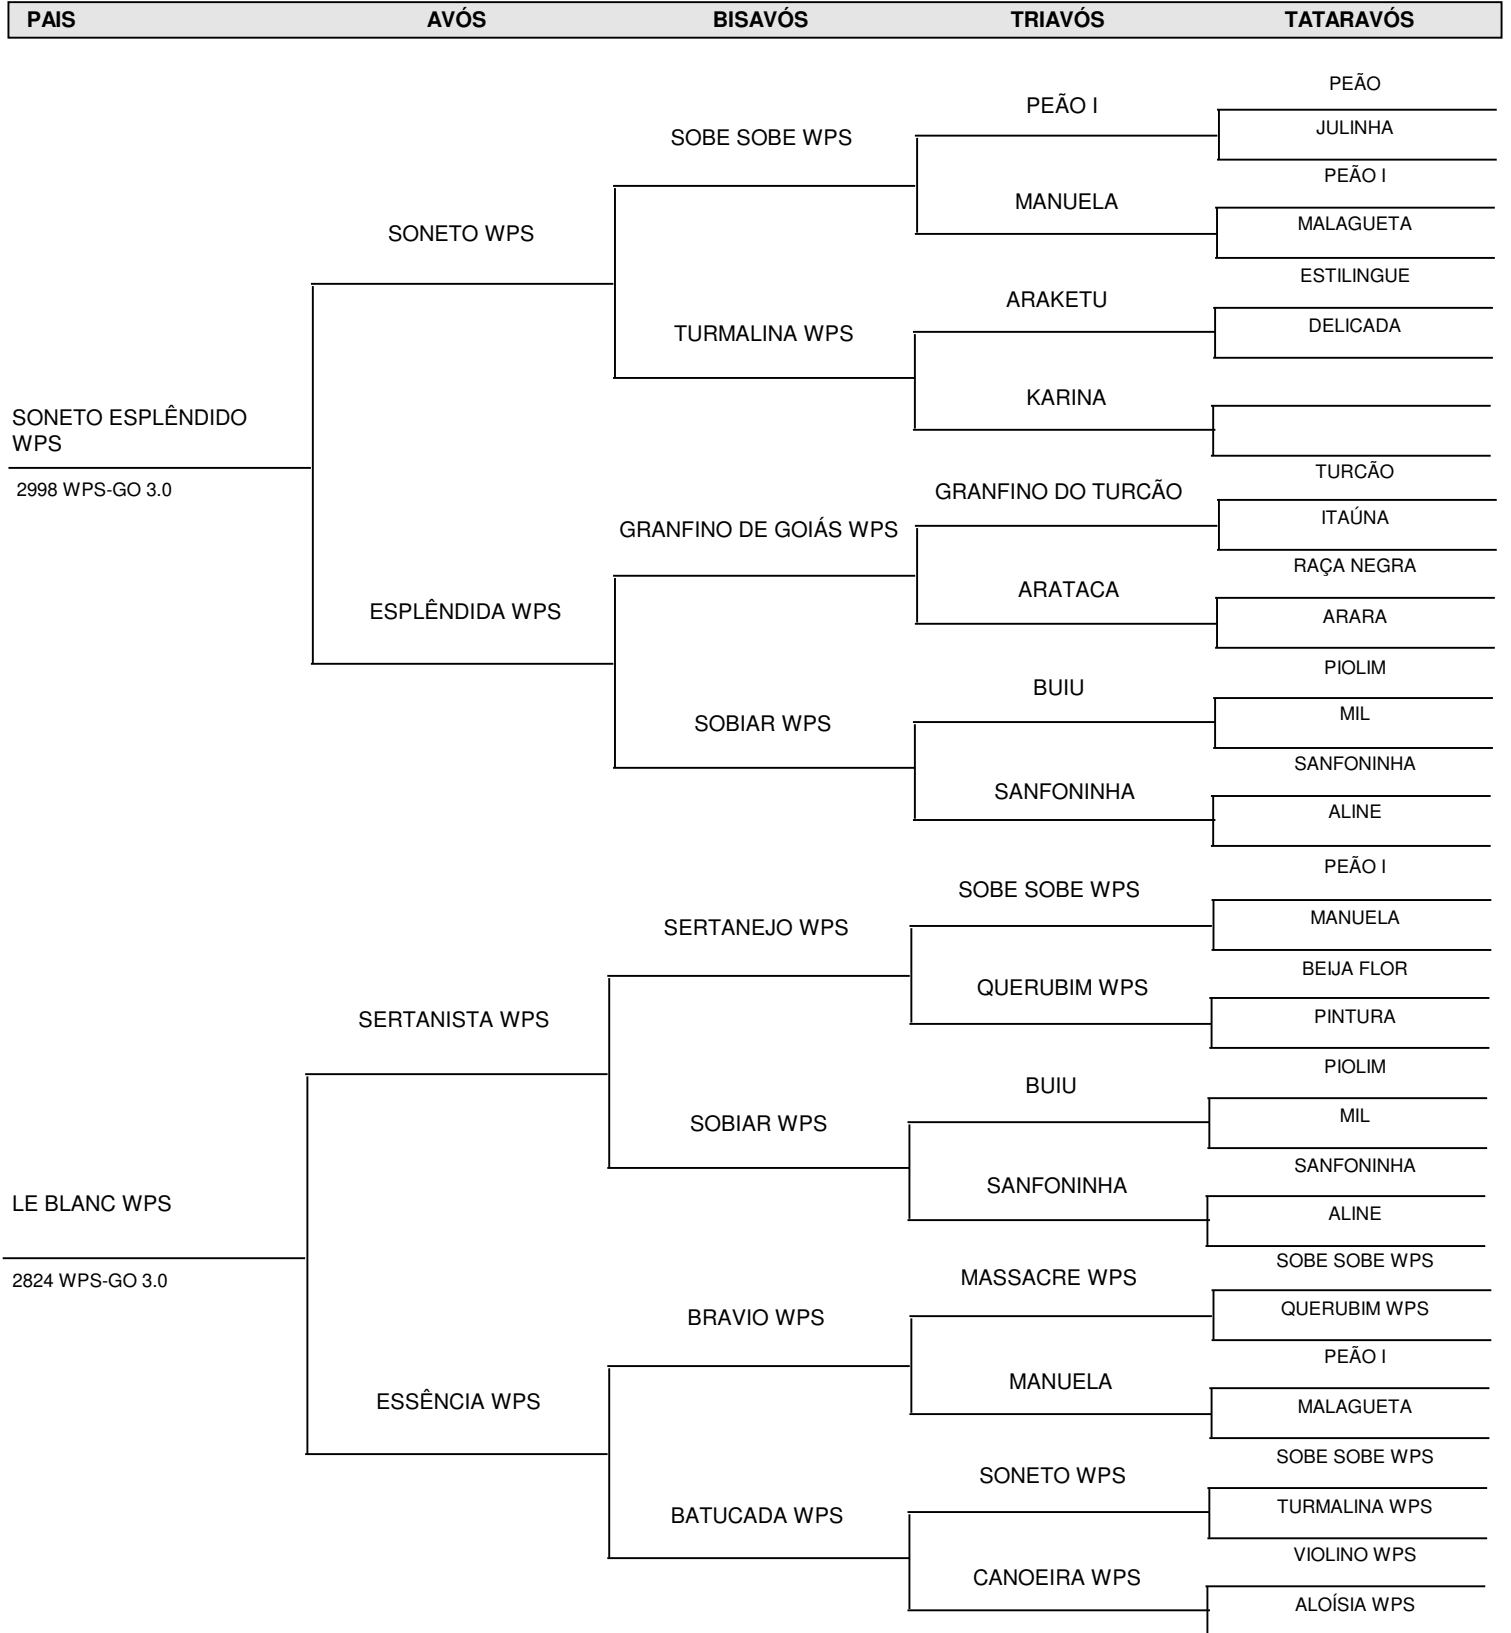 PAIS AVÓS BISAVÓS TRIAVÓS TATARAVÓS
PEÃO
PEÃO I
JULINHA
SOBE SOBE WPS
PEÃO I
MANUELA
MALAGUETA
SONETO WPS
ESTILINGUE
ARAKETU
DELICADA
TURMALINA WPS
KARINA
SONETO ESPLÊNDIDO
WPS
TURCÃO
2998 WPS-GO 3.0
GRANFINO DO TURCÃO
ITAÚNA
GRANFINO DE GOIÁS WPS
RAÇA NEGRA
ARATACA
ESPLÊNDIDA WPS
ARARA
PIOLIM
BUIU
MIL
SOBIAR WPS
SANFONINHA
SANFONINHA
ALINE
PEÃO I
SOBE SOBE WPS
MANUELA
SERTANEJO WPS
BEIJA FLOR
QUERUBIM WPS
PINTURA
SERTANISTA WPS
PIOLIM
BUIU
MIL
SOBIAR WPS
SANFONINHA
SANFONINHA
LE BLANC WPS
ALINE
SOBE SOBE WPS
2824 WPS-GO 3.0
MASSACRE WPS
QUERUBIM WPS
BRAVIO WPS
PEÃO I
MANUELA
ESSÊNCIA WPS
MALAGUETA
SOBE SOBE WPS
SONETO WPS
TURMALINA WPS
BATUCADA WPS
VIOLINO WPS
CANOEIRA WPS
ALOÍSIA WPS